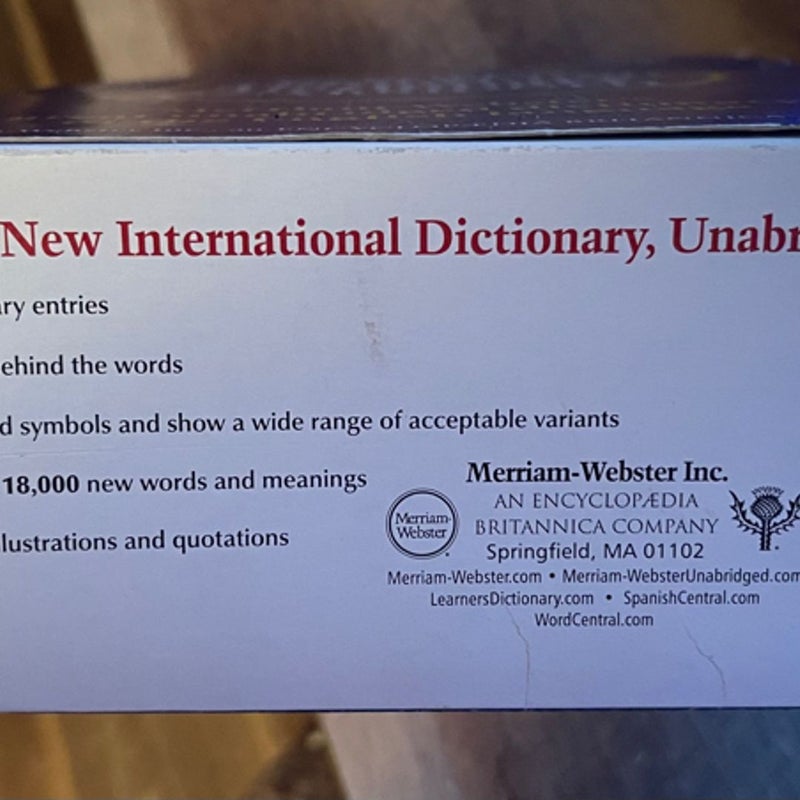 New International Dictionary, Unabr
ry entries
ehind the words
d symbols and show a wide range of acceptable variants
18,000 new words and meanings
lustrations and quotations
Merriam-Webster Inc.
AN ENCYCLOPÆDIA
BRITANNICA COMPANY
Springfield, MA 01102
Merriam-Webster
Merriam-Webster.com • Merriam-WebsterUnabridged.com
LearnersDictionary.com • SpanishCentral.com
WordCentral.com